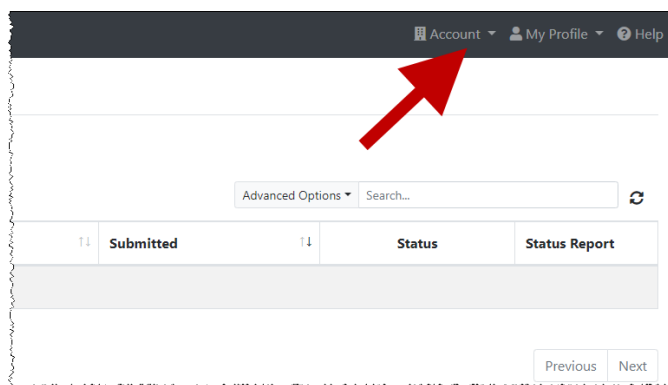 Account My Profile Help
Advanced Options Search...
Submitted Status Status Report
Previous Next